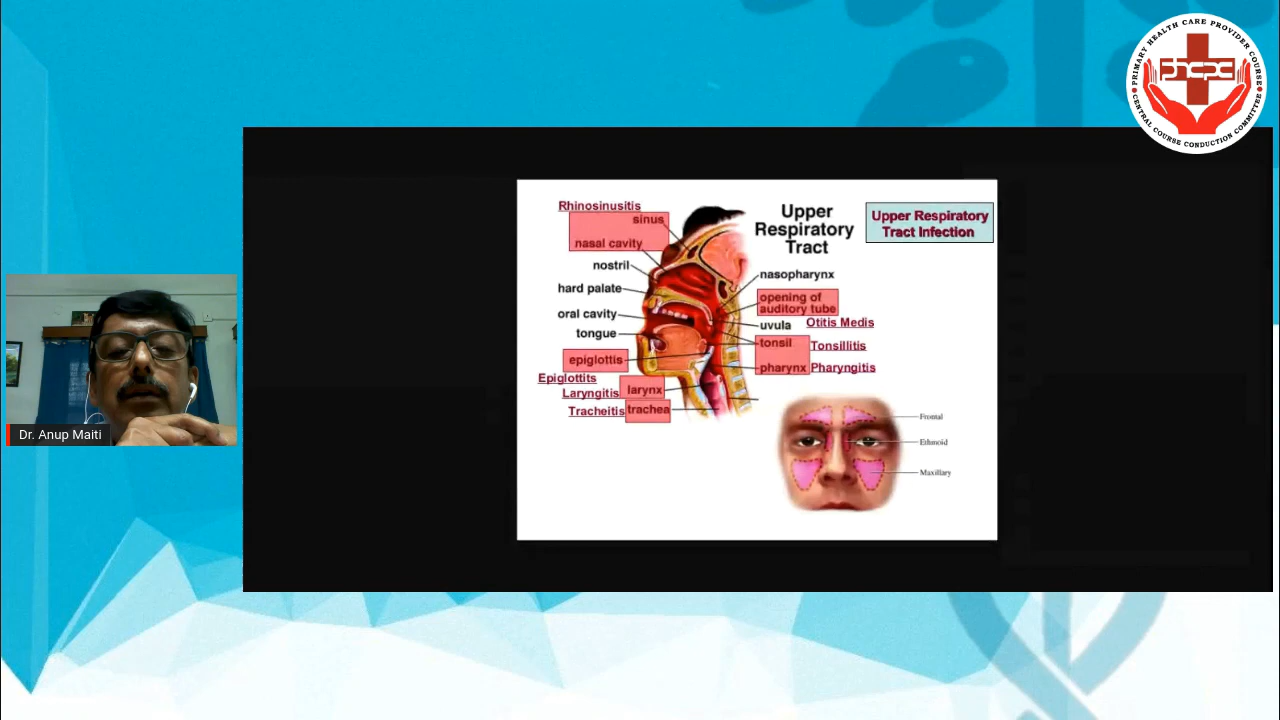 PRIMARY HEALTH CARE PROVIDER COURSE
phcpc
CENTRAL COURSE CONDUCTION COMMITTEE
Dr. Anup Maiti
Upper
Respiratory
Tract
Upper Respiratory
Tract Infection
Rhinosinusitis
sinus
nasal cavity
nostril
hard palate
oral cavity
tongue
epiglottis
Epiglottits
larynx
Laryngitis
Tracheitis trachea
nasopharynx
opening of
auditory tube
uvula
Otitis Medis
tonsil
Tonsillitis
pharynx Pharyngitis
Frontal
Ethmoid
Maxillary